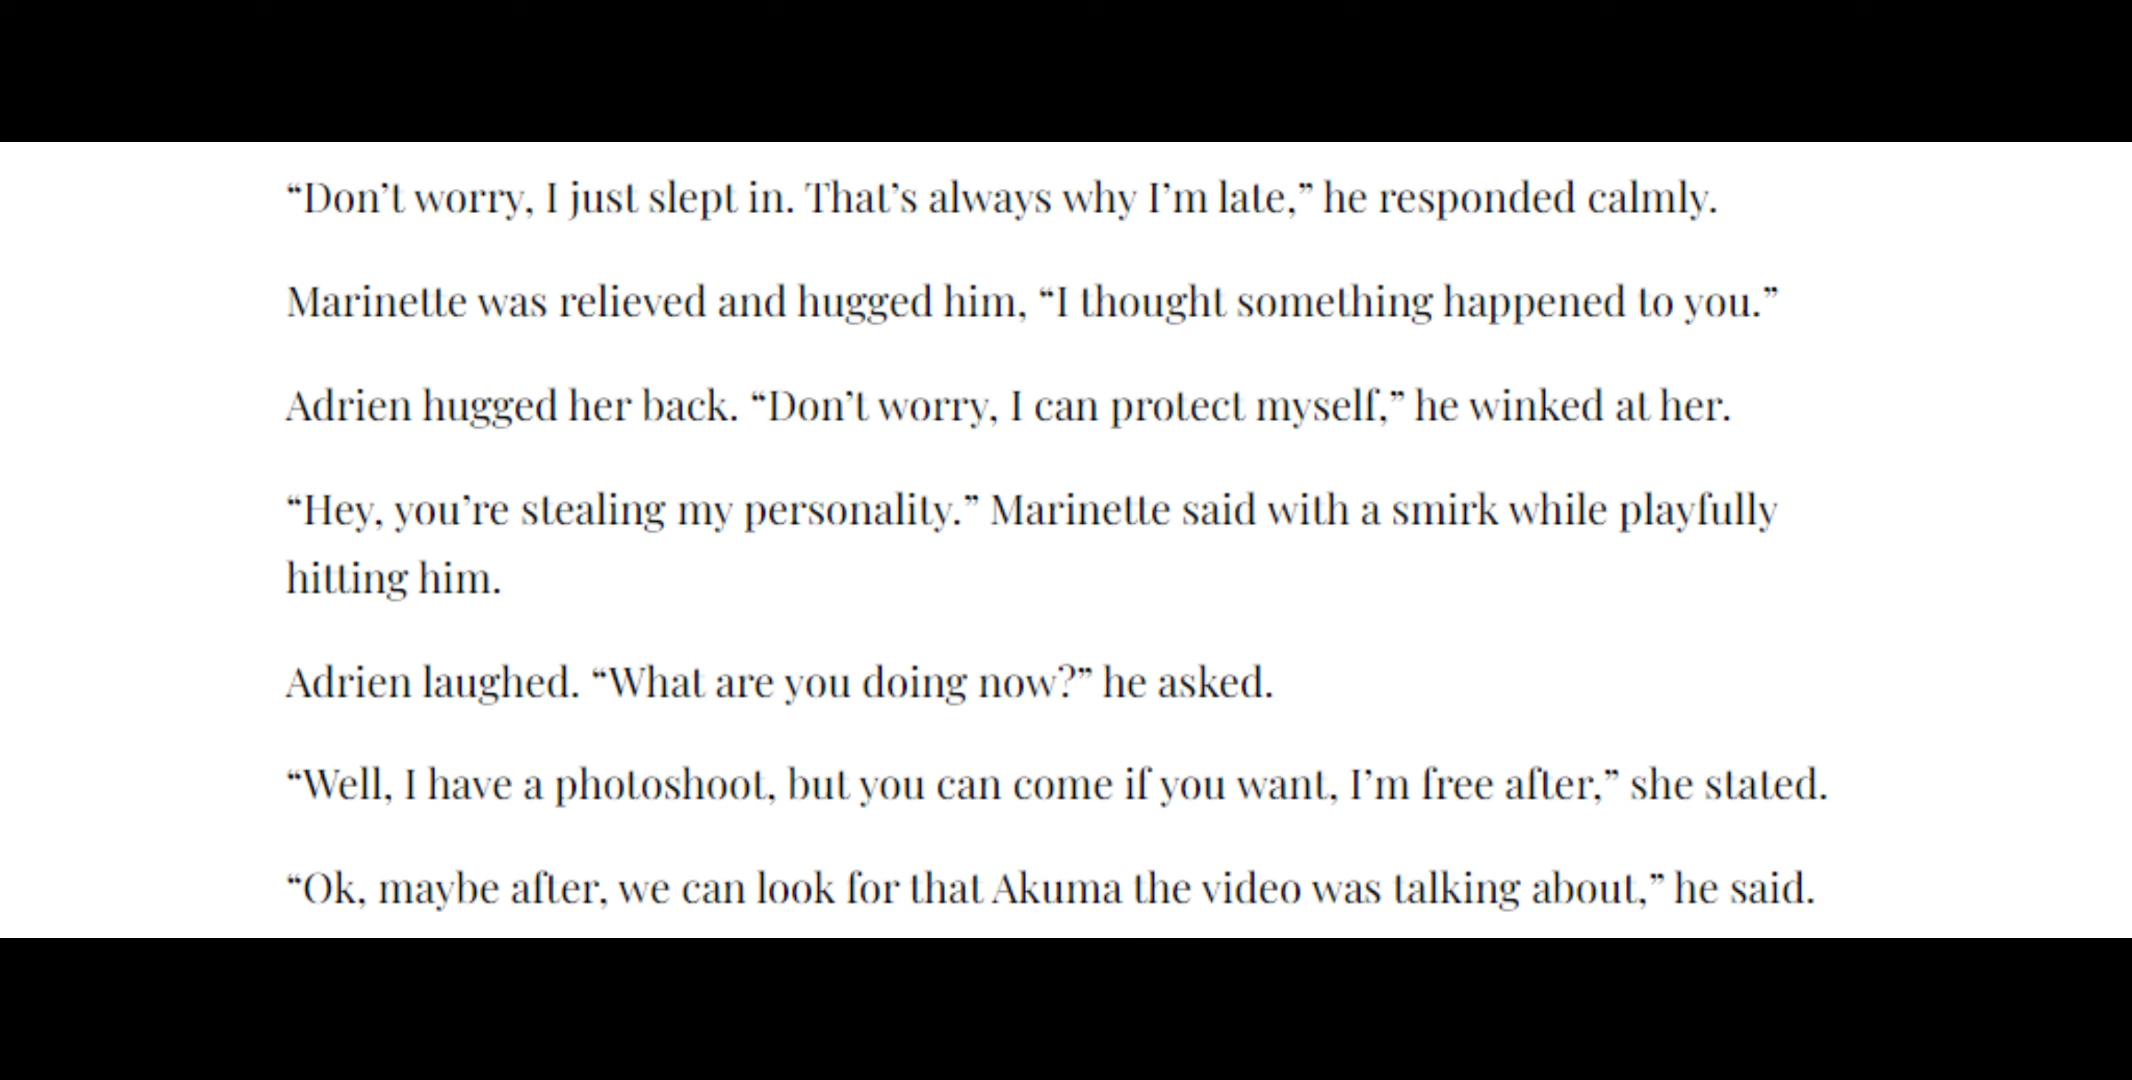 “Don’t worry, I just slept in. That’s always why I’m late,” he responded calmly.
Marinette was relieved and hugged him, “I thought something happened to you.”
Adrien hugged her back. “Don’t worry, I can protect myself,” he winked at her.
“Hey, you’re stealing my personality.” Marinette said with a smirk while playfully
hitting him.
Adrien laughed. “What are you doing now?” he asked.
“Well, I have a photoshoot, but you can come if you want, I’m free after,” she stated.
“Ok, maybe after, we can look for that Akuma the video was talking about,” he said.